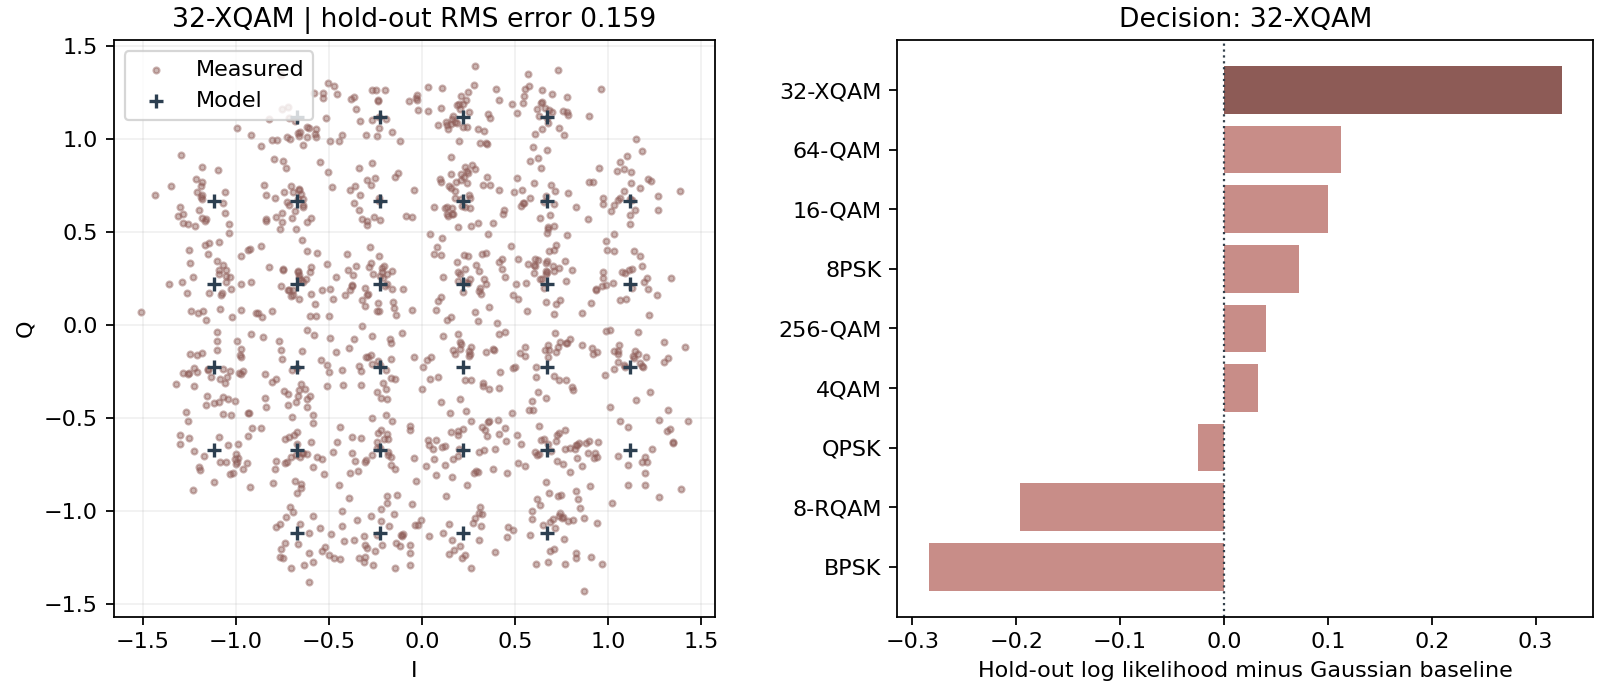 32-XQAM | hold-out RMS error 0.159
1.5
1.0
0.5
0.0
−0.5
−1.0
−1.5
Q
Measured
Model
−1.5
−1.0
−0.5
0.0
0.5
1.0
1.5
I
Decision: 32-XQAM
32-XQAM
64-QAM
16-QAM
8PSK
256-QAM
4QAM
QPSK
8-RQAM
BPSK
−0.3
−0.2
−0.1
0.0
0.1
0.2
0.3
Hold-out log likelihood minus Gaussian baseline